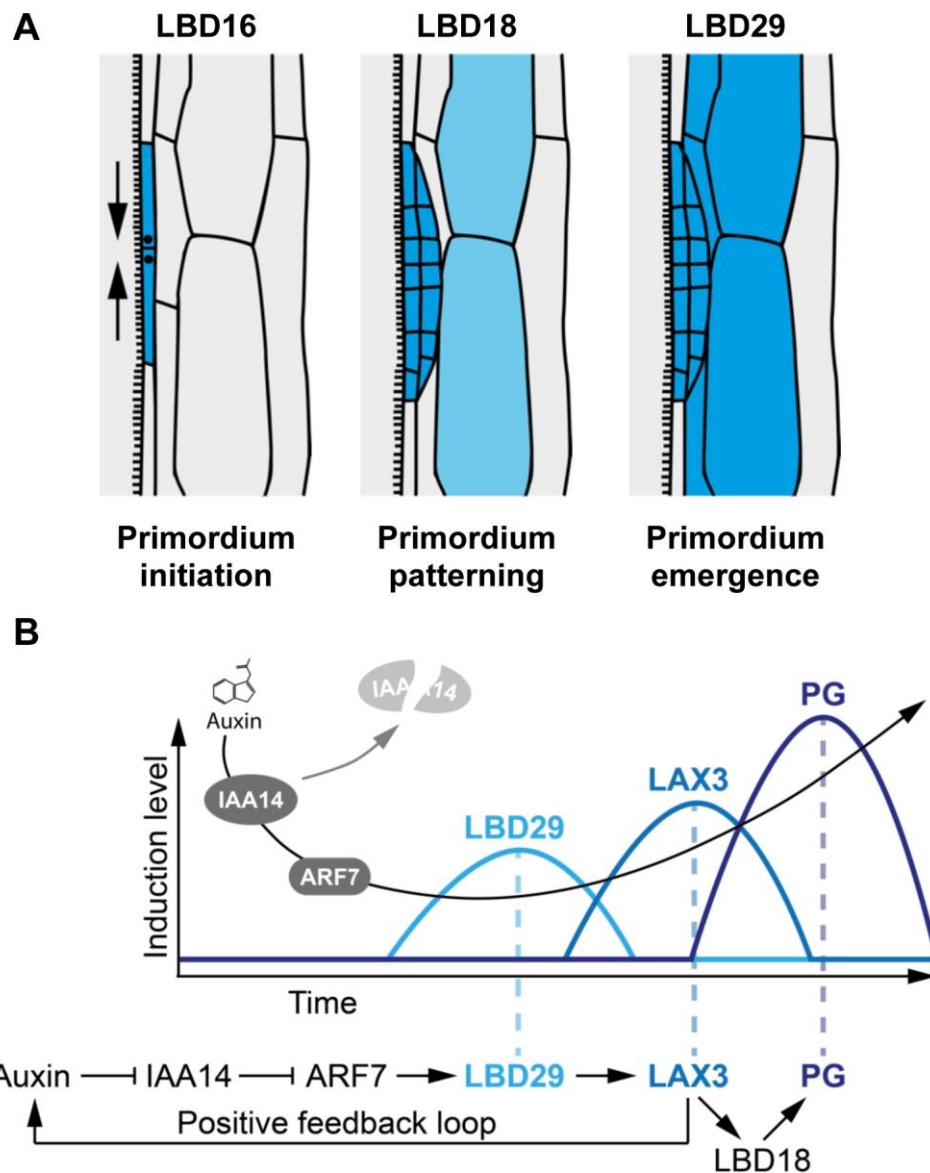 A
LBD16 LBD18 LBD29
Primordium initiation
Primordium patterning
Primordium emergence
B
Auxin
IAA14
IAA14
ARF7
LBD29
LAX3
PG
Induction level
Time
Auxin IAA14 ARF7 LBD29 LAX3 PG
Positive feedback loop
LBD18